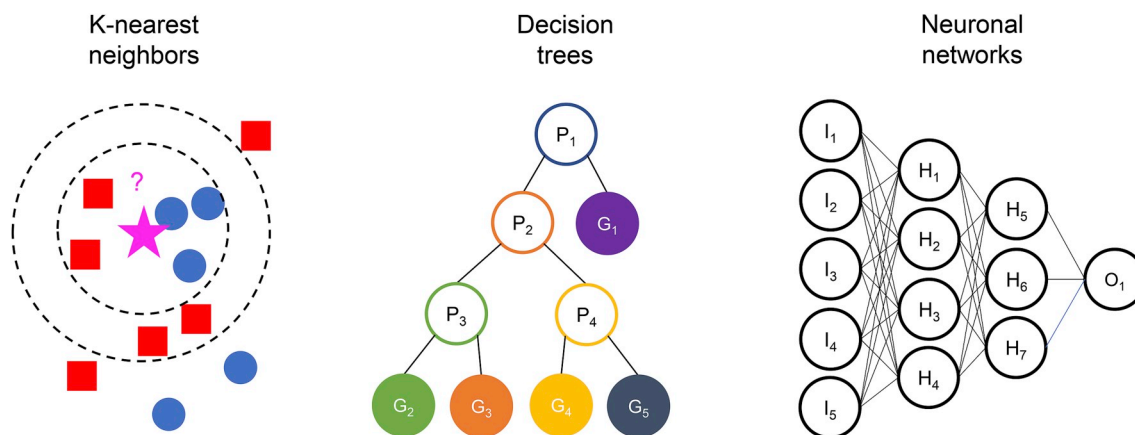 K-nearest
neighbors
Decision
trees
Neuronal
networks
?
P₁
P₂
G₁
P₃
P₄
G₂
G₃
G₄
G₅
I₁
I₂
I₃
I₄
I₅
H₁
H₂
H₃
H₄
H₅
H₆
H₇
O₁